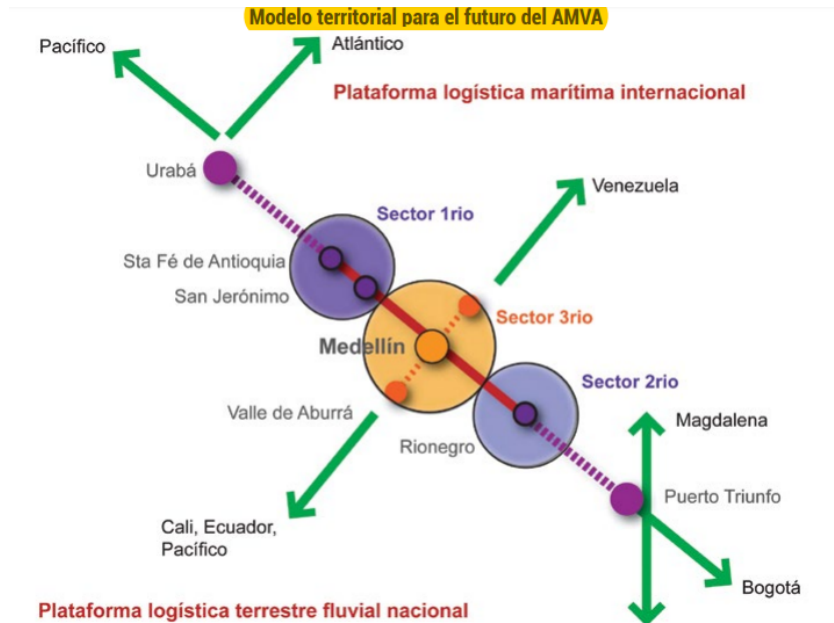 Modelo territorial para el futuro del AMVA
Pacífico
Atlántico
Plataforma logística marítima internacional
Urabá
Venezuela
Sector 1rio
Sta Fé de Antioquia
San Jerónimo
Sector 3rio
Medellín
Sector 2rio
Valle de Aburrá
Magdalena
Rionegro
Puerto Triunfo
Cali, Ecuador,
Pacífico
Bogotá
Plataforma logística terrestre fluvial nacional